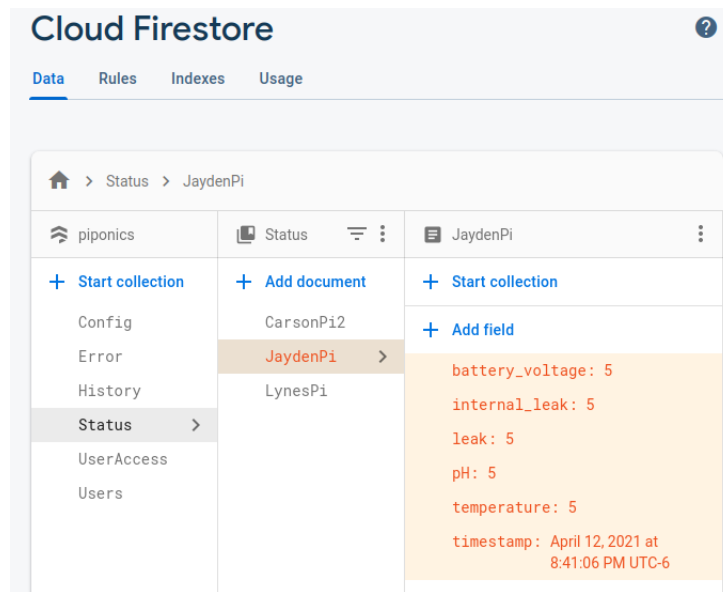 Cloud Firestore
?
Data Rules Indexes Usage
> Status > JaydenPi
piponics
Status
JaydenPi
+ Start collection
+ Add document
+ Start collection
Config
CarsonPi2
+ Add field
Error
JaydenPi >
battery_voltage: 5
History
LynesPi
internal_leak: 5
Status >
leak: 5
UserAccess
pH: 5
Users
temperature: 5
timestamp: April 12, 2021 at
8:41:06 PM UTC-6